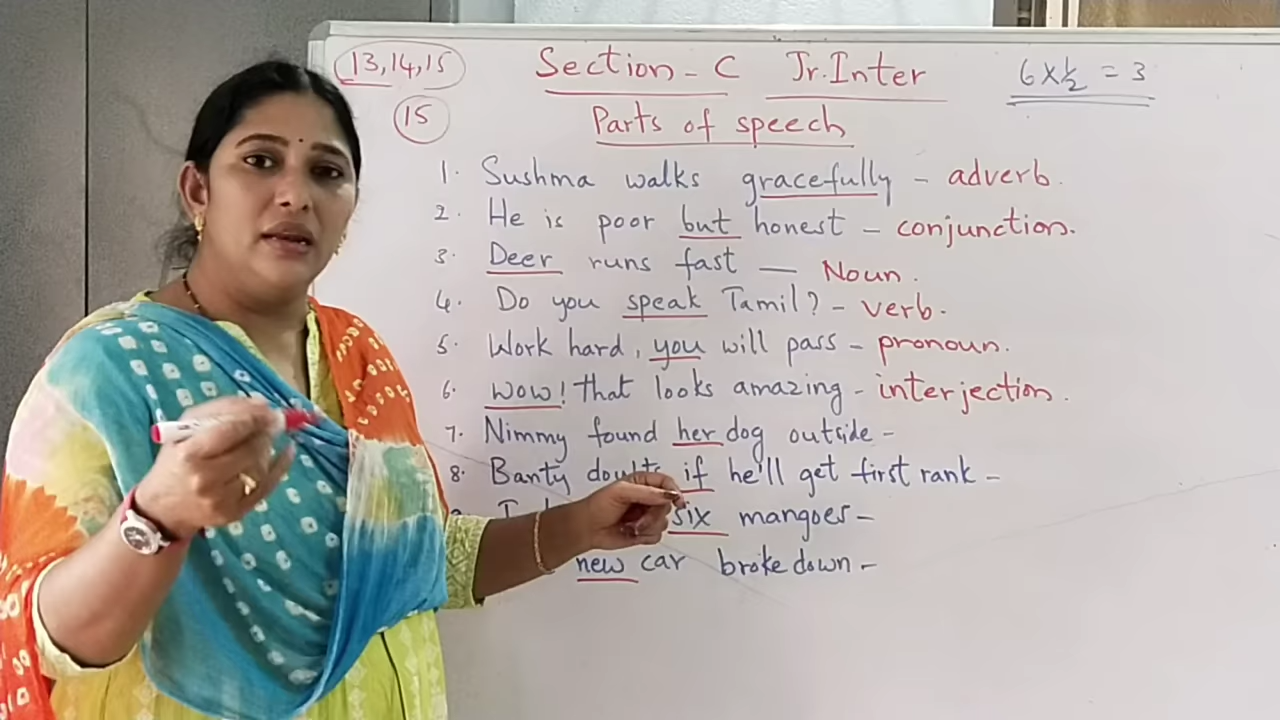 13,14,15
Section - C Jr. Inter
6 x 1/2 = 3
15
Parts of speech
1. Sushma walks gracefully - adverb.
2. He is poor but honest - conjunction.
3. Deer runs fast — Noun.
4. Do you speak Tamil? - verb.
5. Work hard, you will pass - pronoun.
6. wow! that looks amazing - interjection.
7. Nimmy found her dog outside -
8. Banty doubts if he'll get first rank -
six mangoes -
new car broke down -